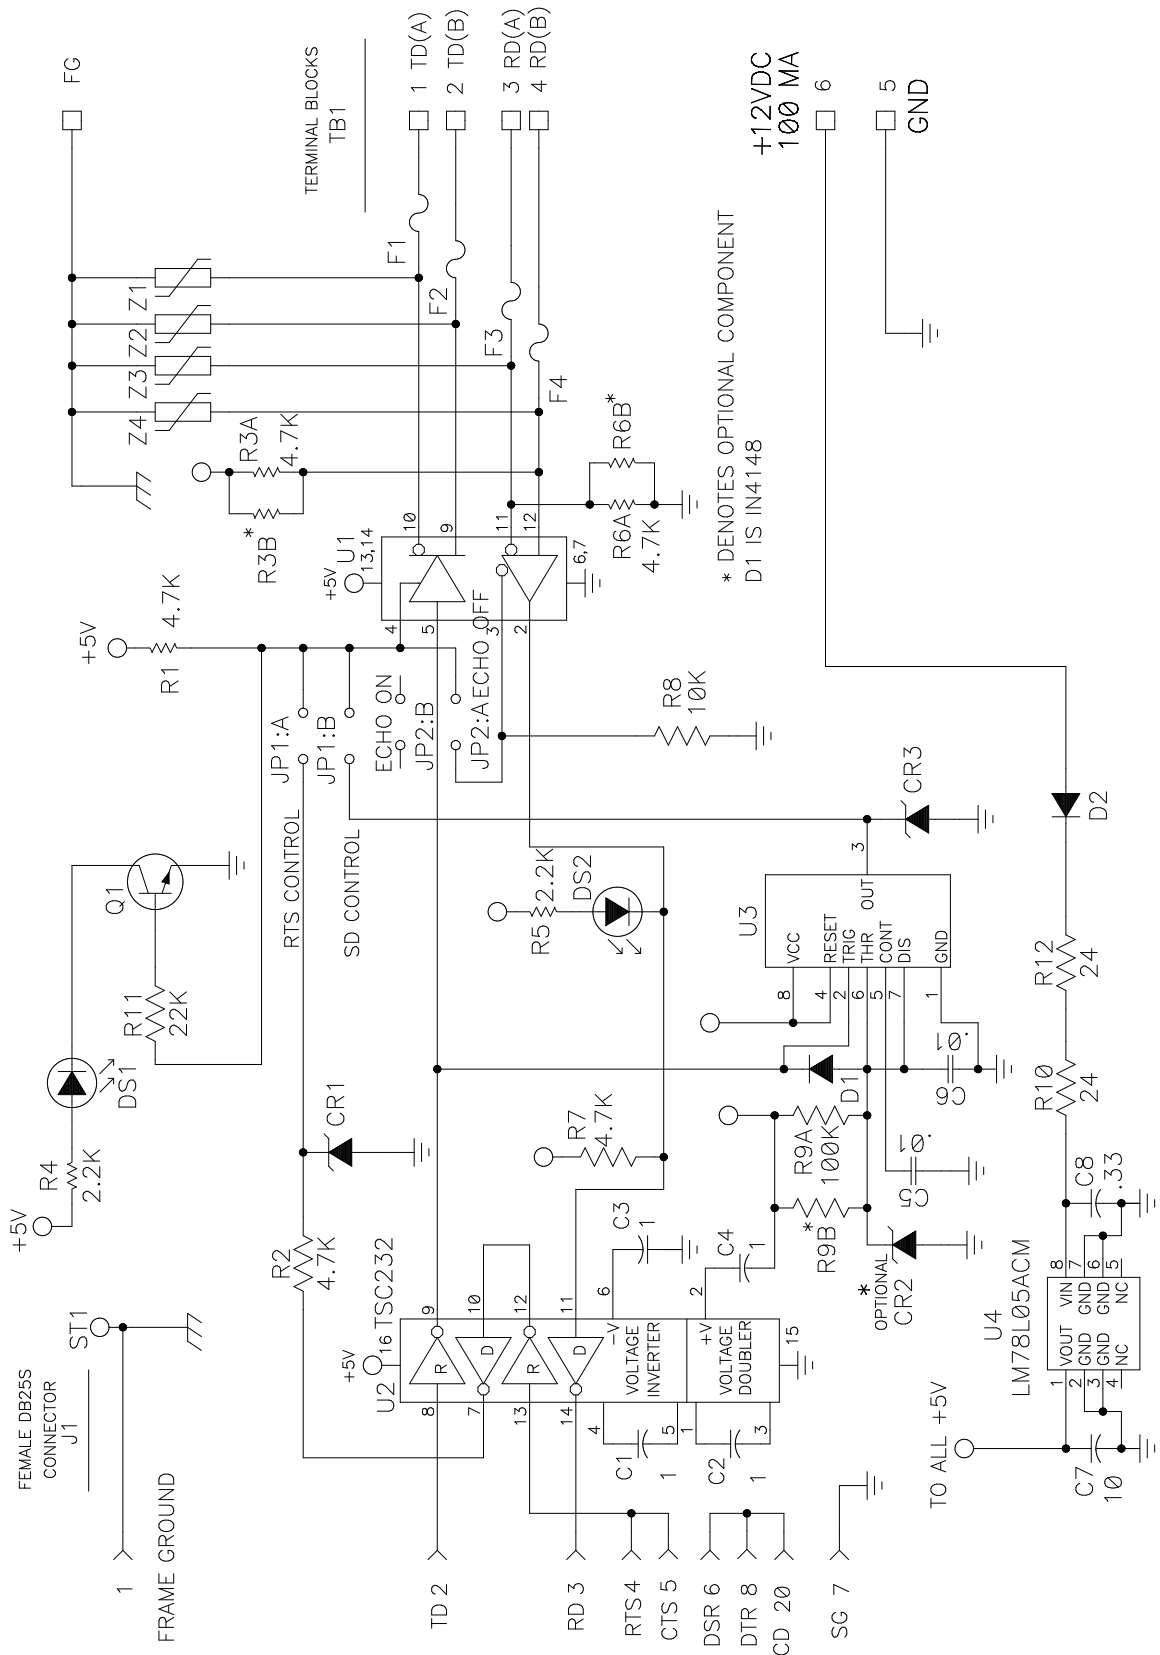 FEMALE DB25S
CONNECTOR
J1
1
FRAME GROUND
ST1
TD 2
RD 3
RTS 4
CTS 5
DSR 6
DTR 8
CD 20
SG 7
+5V
R4
2.2K
DS1
R11
22K
Q1
+5V
R1
4.7K
R2
4.7K
CR1
RTS CONTROL
SD CONTROL
JP1:A
JP1:B
ECHO ON
JP2:B
JP2:A
ECHO OFF
+5V
U2
16
TSC232
8
R
9
7
D
10
13
R
12
14
D
11
VOLTAGE
INVERTER
-V
6
4
5
C1
1
C3
1
VOLTAGE
DOUBLER
+V
2
1
3
C2
1
C4
1
15
R7
4.7K
R5
2.2K
DS2
R8
10K
+5V
U1
13,14
4
5
3
2
10
9
11
12
6,7
R3B
*
R3A
4.7K
R6A
4.7K
R6B*
Z4
Z3
Z2
Z1
F1
F2
F3
F4
FG
TERMINAL BLOCKS
TB1
1 TD(A)
2 TD(B)
3 RD(A)
4 RD(B)
+12VDC
100 MA
6
5
GND
* DENOTES OPTIONAL COMPONENT
D1 IS IN4148
U3
8
VCC
4
RESET
2
TRIG
6
THR
5
CONT
7
DIS
1
GND
OUT
3
CR3
D1
R9A
100K
*
R9B
C6
.01
C5
.01
*
OPTIONAL
CR2
TO ALL +5V
C7
10
U4
LM78L05ACM
1
VOUT
VIN
8
2
GND
GND
7
3
GND
GND
6
4
NC
NC
5
C8
.33
R10
24
R12
24
D2